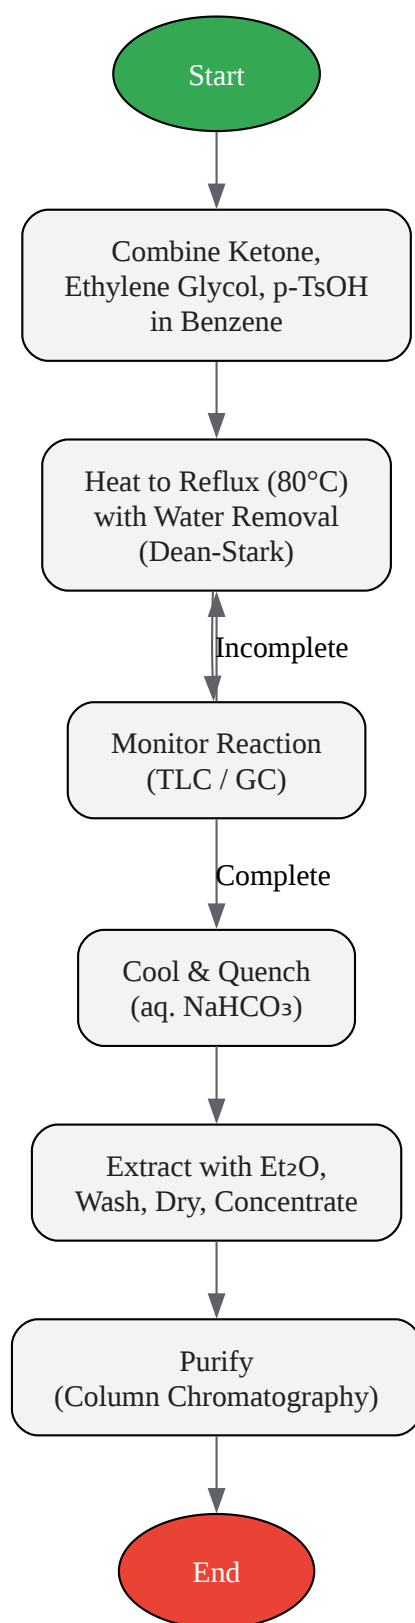 Start
Combine Ketone,
Ethylene Glycol, p-TsOH
in Benzene
Heat to Reflux (80°C)
with Water Removal
(Dean-Stark)
Incomplete
Monitor Reaction
(TLC / GC)
Complete
Cool & Quench
(aq. NaHCO₃)
Extract with Et₂O,
Wash, Dry, Concentrate
Purify
(Column Chromatography)
End